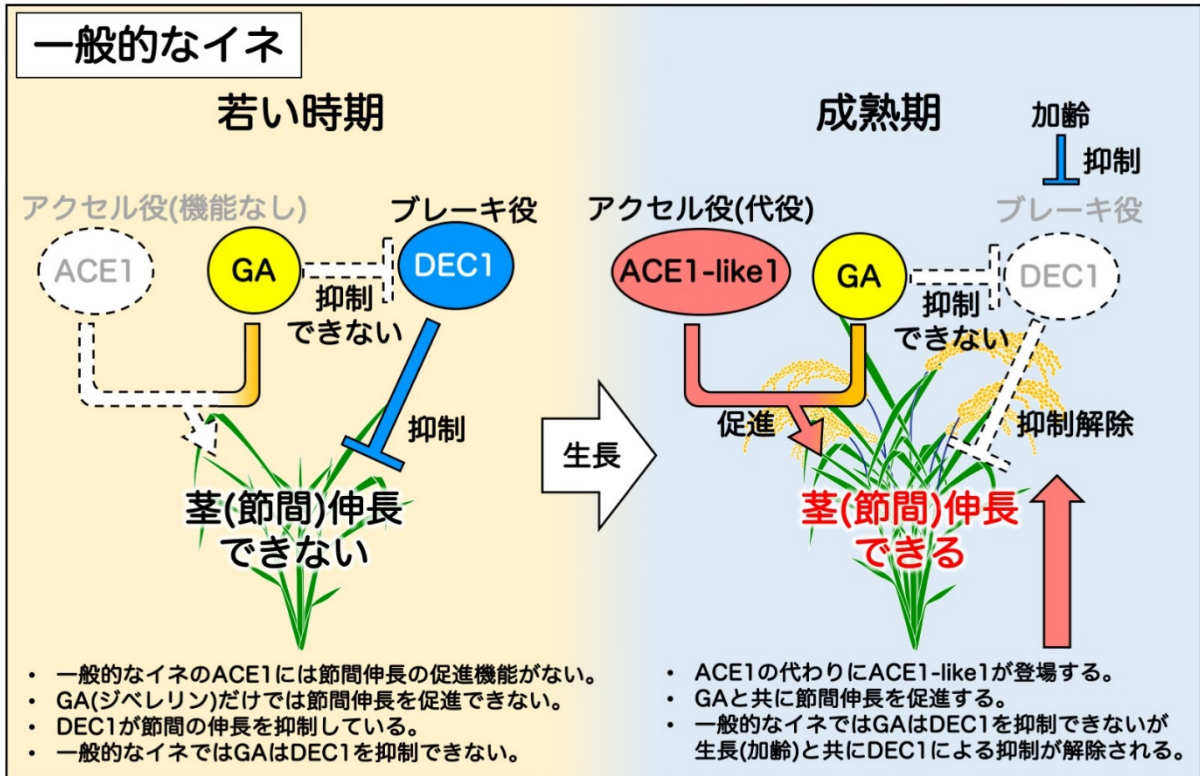 一般的なイネ
若い時期
アクセル役(機能なし)
ブレーキ役
ACE1
GA
DEC1
抑制
できない
抑制
茎(節間)伸長
できない
・ 一般的なイネのACE1には節間伸長の促進機能がない。
・ GA(ジベレリン)だけでは節間伸長を促進できない。
・ DEC1が節間の伸長を抑制している。
・ 一般的なイネではGAはDEC1を抑制できない。
生長
成熟期
加齢
抑制
アクセル役(代役)
ブレーキ役
ACE1-like1
GA
DEC1
抑制
できない
促進
抑制解除
茎(節間)伸長
できる
・ ACE1の代わりにACE1-like1が登場する。
・ GAと共に節間伸長を促進する。
・ 一般的なイネではGAはDEC1を抑制できないが
生長(加齢)と共にDEC1による抑制が解除される。